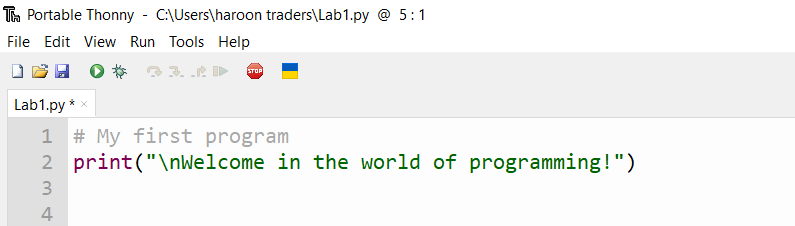 Th Portable Thonny - C:\Users\haroon traders\Lab1.py @ 5 : 1
File Edit View Run Tools Help
STOP
Lab1.py * ×
1 # My first program
2 print("\nWelcome in the world of programming!")
3
4